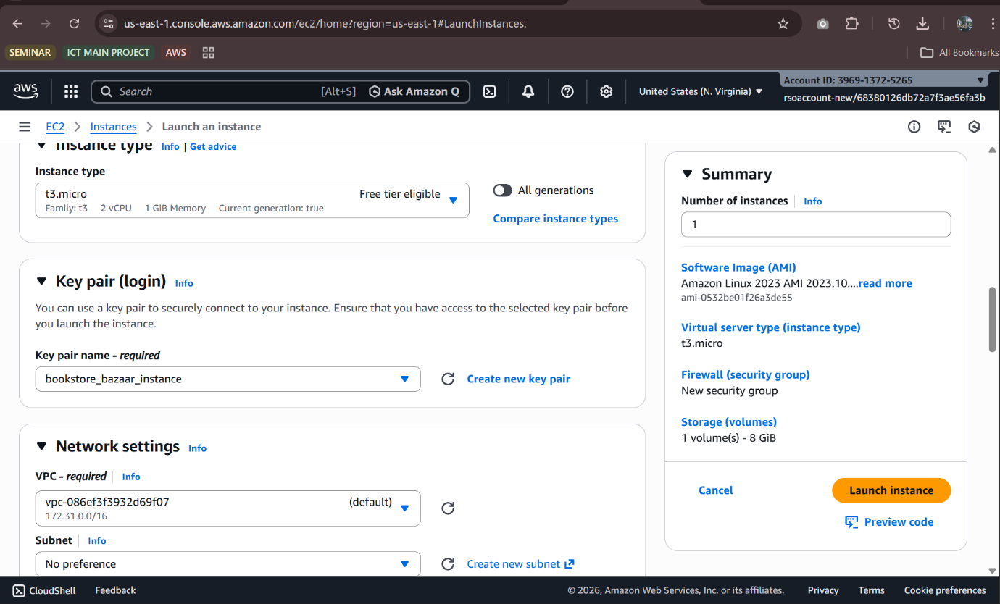 us-east-1.console.aws.amazon.com/ec2/home?region=us-east-1#LaunchInstances:
SEMINAR ICT MAIN PROJECT AWS All Bookmarks
aws Search [Alt+S] Ask Amazon Q United States (N. Virginia) Account ID: 3969-1372-5265
rsoaccount-new/68380126db72a7f3ae56fa3b
EC2 Instances Launch an instance
Instance type Info | Get advice
Instance type
t3.micro Free tier eligible
Family: t3 2 vCPU 1 GiB Memory Current generation: true
All generations
Compare instance types
Key pair (login) Info
You can use a key pair to securely connect to your instance. Ensure that you have access to the selected key pair before
you launch the instance.
Key pair name - required
bookstore_bazaar_instance Create new key pair
Network settings Info
VPC - required Info
vpc-086ef3f3932d69f07 (default)
172.31.0.0/16
Subnet Info
No preference Create new subnet
Summary
Number of instances Info
1
Software Image (AMI)
Amazon Linux 2023 AMI 2023.10....read more
ami-0532be01f26a3de55
Virtual server type (instance type)
t3.micro
Firewall (security group)
New security group
Storage (volumes)
1 volume(s) - 8 GiB
Cancel Launch instance
Preview code
CloudShell Feedback © 2026, Amazon Web Services, Inc. or its affiliates. Privacy Terms Cookie preferences